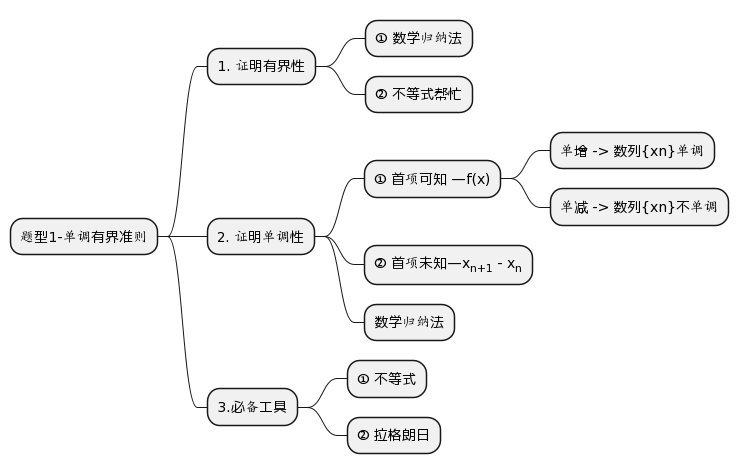 题型1-单调有界准则
1. 证明有界性
① 数学归纳法
② 不等式帮忙
2. 证明单调性
① 首项可知 —f(x)
单增 -> 数列{xn}单调
单减 -> 数列{xn}不单调
② 首项未知—xn+1 - xn
数学归纳法
3.必备工具
① 不等式
② 拉格朗日